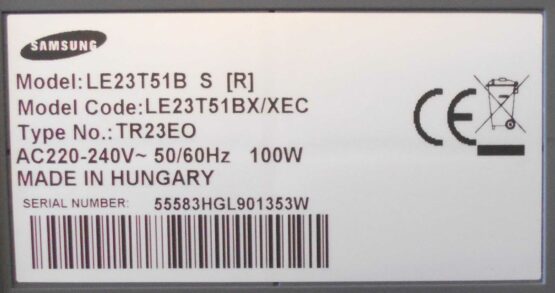 SAMSUNG
Model:LE23T51B S [R]
Model Code:LE23T51BX/XEC
Type No.:TR23EO
AC220-240V~ 50/60Hz 100W
MADE IN HUNGARY
SERIAL NUMBER: 55583HGL901353W
CE